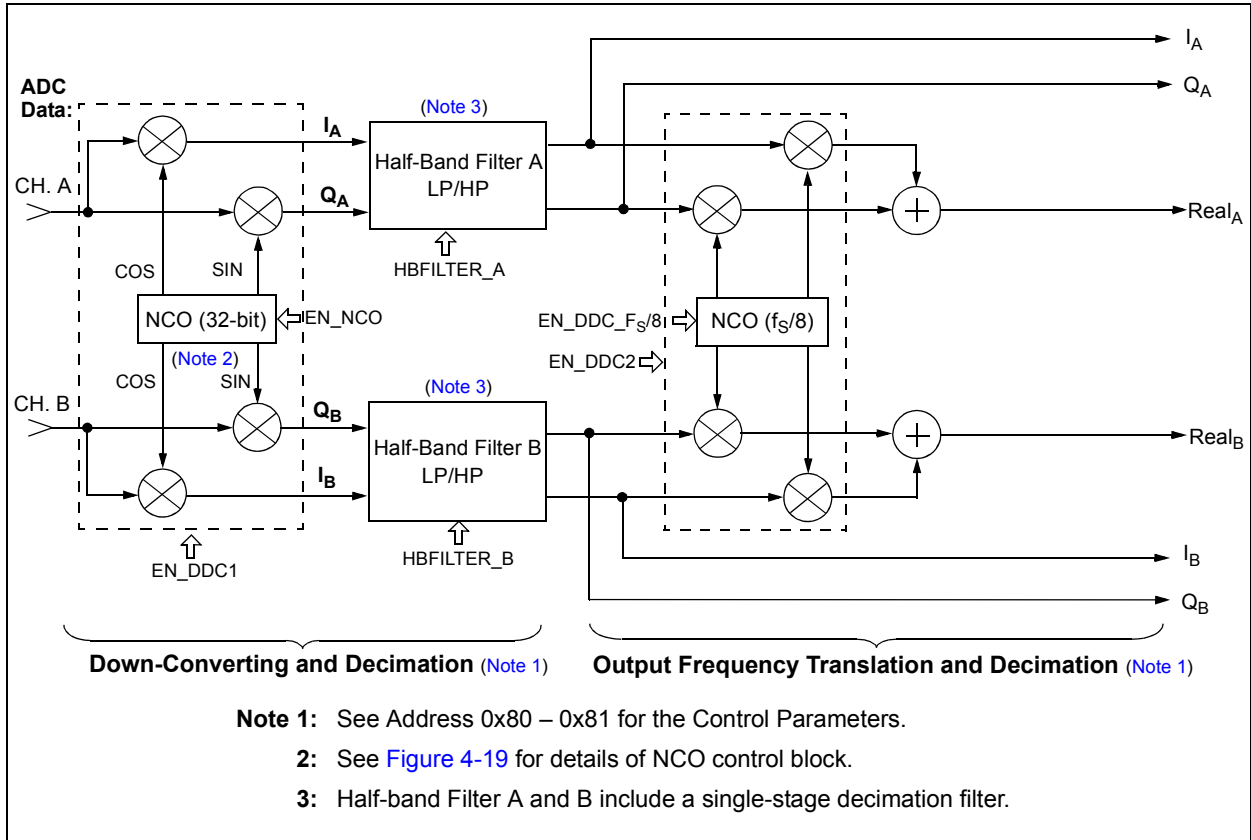 I_A
Q_A
ADC
Data:
(Note 3)
I_A
Half-Band Filter A
LP/HP
CH. A
Q_A
Real_A
HBFILTER_A
COS
SIN
NCO (32-bit)
EN_NCO
EN_DDC_F_S/8
NCO (f_S/8)
(Note 2)
EN_DDC2
COS
SIN
(Note 3)
CH. B
Q_B
Half-Band Filter B
LP/HP
Real_B
I_B
HBFILTER_B
EN_DDC1
I_B
Q_B
Down-Converting and Decimation (Note 1)
Output Frequency Translation and Decimation (Note 1)
Note 1: See Address 0x80 – 0x81 for the Control Parameters.
2: See Figure 4-19 for details of NCO control block.
3: Half-band Filter A and B include a single-stage decimation filter.